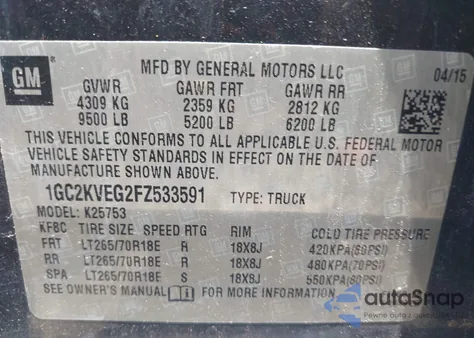 GM
MFD BY GENERAL MOTORS LLC 04/15
GVWR GAWR FRT GAWR RR
4309 KG 2359 KG 2812 KG
9500 LB 5200 LB 6200 LB
THIS VEHICLE CONFORMS TO ALL APPLICABLE U.S. FEDERAL MOTOR
VEHICLE SAFETY STANDARDS IN EFFECT ON THE DATE OF
MANUFACTURE SHOWN ABOVE.
1GC2KVEG2FZ533591 TYPE: TRUCK
MODEL: K25753
KFBC TIRE SIZE SPEED RTG RIM COLD TIRE PRESSURE
FRT LT265/70R18E R 18X8J 420KPA(60PSI)
RR LT265/70R18E R 18X8J 480KPA(70PSI)
SPA LT265/70R18E S 18X8J 550KPA(80PSI)
SEE OWNER'S MANUAL FOR MORE INFORMATION.
autoSnap